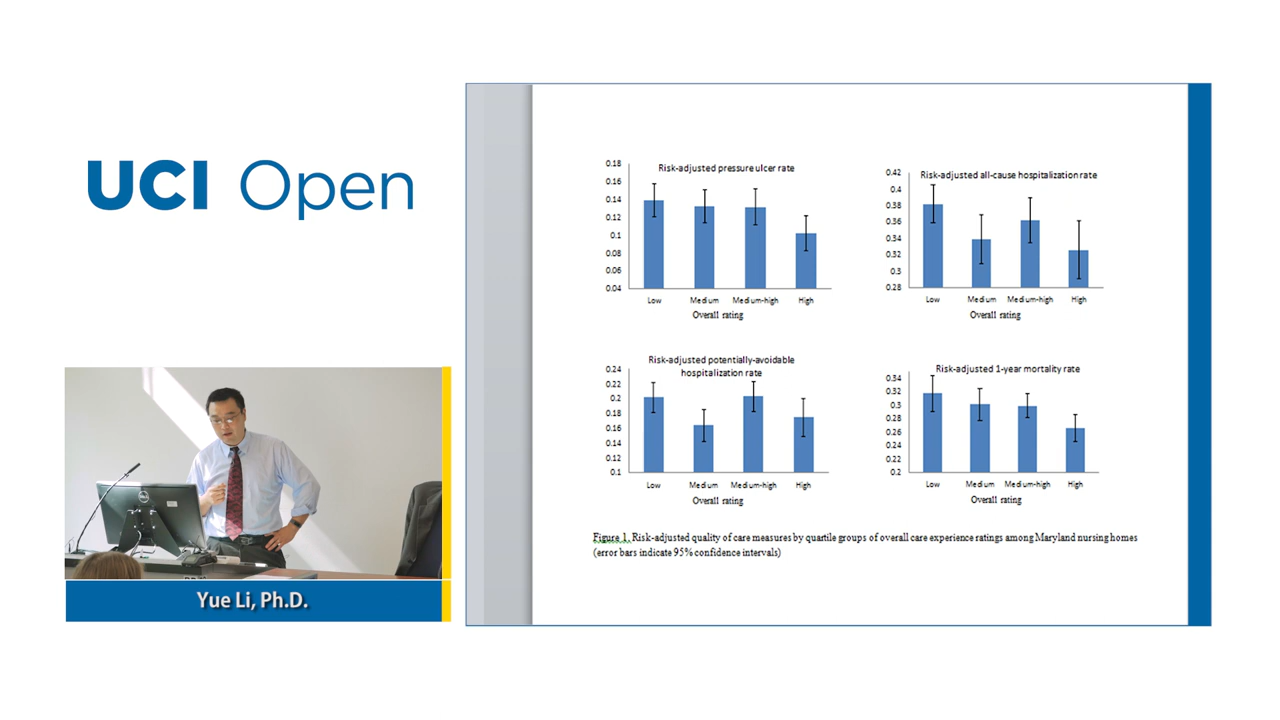 UCI Open
Yue Li, Ph.D.
Risk-adjusted pressure ulcer rate
0.18
0.16
0.14
0.12
0.1
0.08
0.06
0.04
Low Medium Medium-high High
Overall rating
Risk-adjusted all-cause hospitalization rate
0.42
0.4
0.38
0.36
0.34
0.32
0.3
0.28
Low Medium Medium-high High
Overall rating
Risk-adjusted potentially-avoidable
hospitalization rate
0.24
0.22
0.2
0.18
0.16
0.14
0.12
0.1
Low Medium Medium-high High
Overall rating
Risk-adjusted 1-year mortality rate
0.34
0.32
0.3
0.28
0.26
0.24
0.22
0.2
Low Medium Medium-high High
Overall rating
Figure 1. Risk-adjusted quality of care measures by quartile groups of overall care experience ratings among Maryland nursing homes
(error bars indicate 95% confidence intervals)